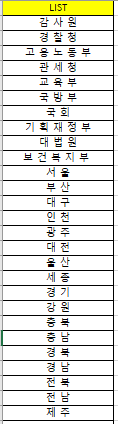 LIST
감 사 원
경 찰 청
고 용 노 동 부
관 세 청
교 육 부
국 방 부
국 회
기 획 재 정 부
대 법 원
보 건 복 지 부
서 울
부 산
대 구
인 천
광 주
대 전
울 산
세 종
경 기
강 원
충 북
충 남
경 북
경 남
전 북
전 남
제 주